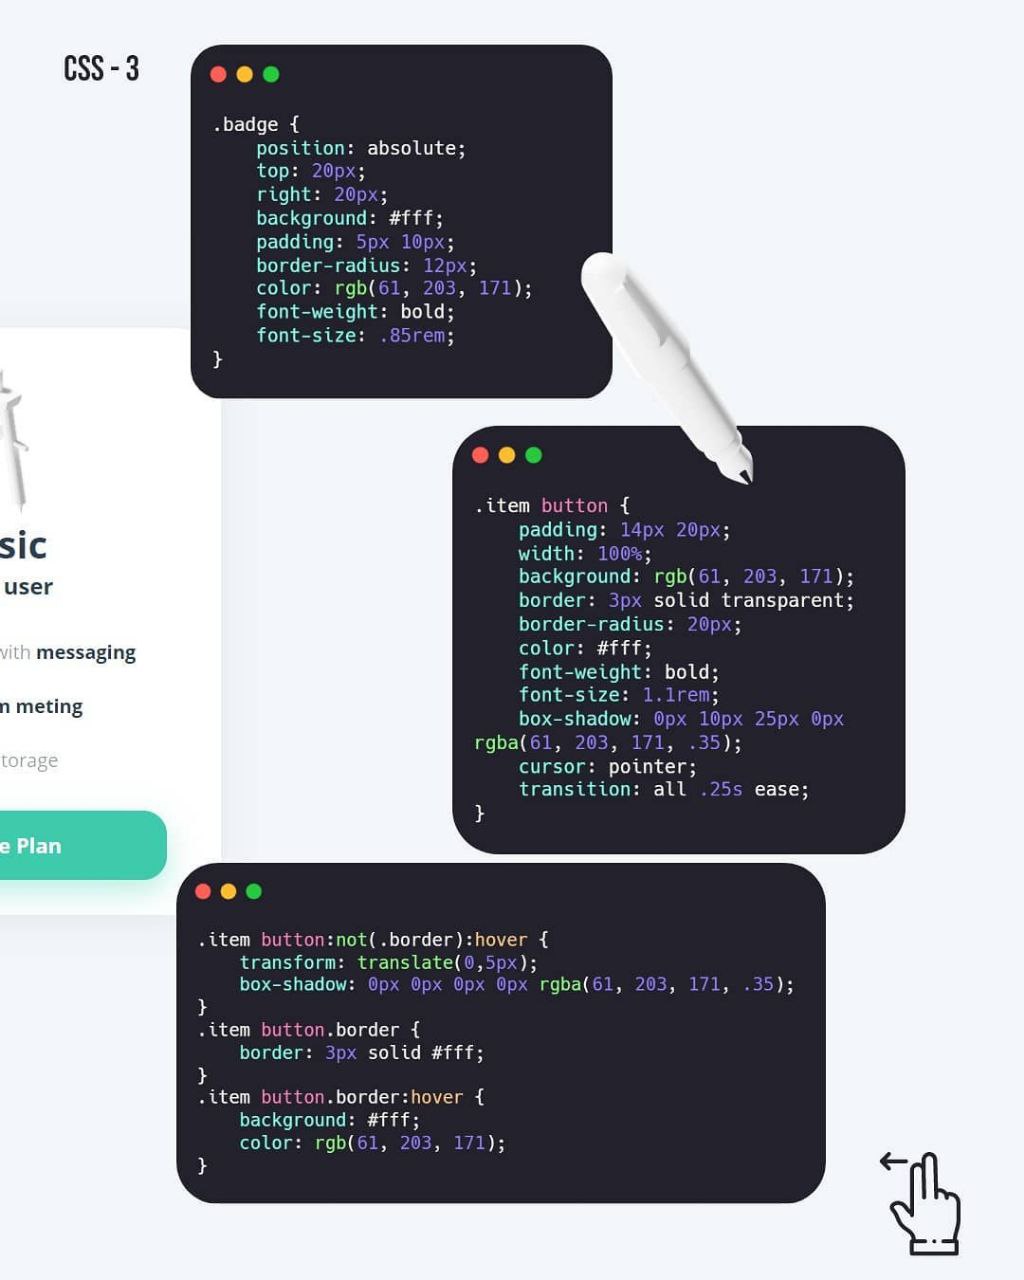 CSS - 3
.badge {
position: absolute;
top: 20px;
right: 20px;
background: #fff;
padding: 5px 10px;
border-radius: 12px;
color: rgb(61, 203, 171);
font-weight: bold;
font-size: .85rem;
}
.item button {
padding: 14px 20px;
width: 100%;
background: rgb(61, 203, 171);
border: 3px solid transparent;
border-radius: 20px;
color: #fff;
font-weight: bold;
font-size: 1.1rem;
box-shadow: 0px 10px 25px 0px
rgba(61, 203, 171, .35);
cursor: pointer;
transition: all .25s ease;
}
sic
user
with messaging
m meting
torage
e Plan
.item button:not(.border):hover {
transform: translate(0,5px);
box-shadow: 0px 0px 0px 0px rgba(61, 203, 171, .35);
}
.item button.border {
border: 3px solid #fff;
}
.item button.border:hover {
background: #fff;
color: rgb(61, 203, 171);
}